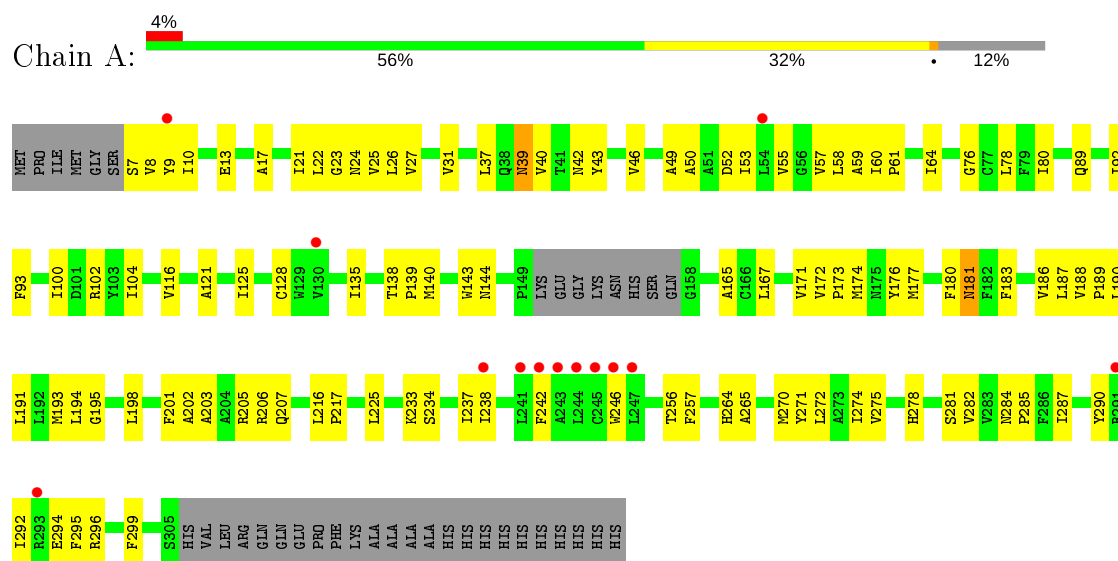 4%
Chain A:
56% 32% • 12%
MET PRO ILE MET GLY SER S7 V8 Y9 I10 E13 A17 I21 L22 G23 N24 V25 L26 V27 V31 L37 Q38 N39 V40 T41 N42 Y43 V46 A49 A50 A51 D52 I53 L54 V55 G56 V57 L58 A59 I60 P61 I64 G76 C77 L78 F79 I80 Q89 I92
F93 I100 D101 R102 Y103 I104 V116 A121 I125 C128 W129 V130 I135 T138 P139 M140 W143 N144 P149 LYS GLU GLY LYS ASN HIS SER GLN G158 A165 C166 L167 V171 V172 P173 M174 N175 Y176 M177 F180 N181 F182 F183 V186 L187 V188 P189 L190
L191 L192 M193 L194 G195 L198 F201 A202 A203 A204 R205 R206 Q207 L216 P217 L225 K233 S234 I237 I238 L241 F242 A243 L244 C245 W246 L247 T256 F257 H264 A265 M270 Y271 L272 A273 I274 V275 H278 S281 V282 V283 N284 P285 F286 I287 Y290 R291
I292 R293 E294 F295 R296 F299 S305 HIS VAL LEU ARG GLN GLN GLU PRO PHE LYS ALA ALA ALA ALA HIS HIS HIS HIS HIS HIS HIS HIS HIS